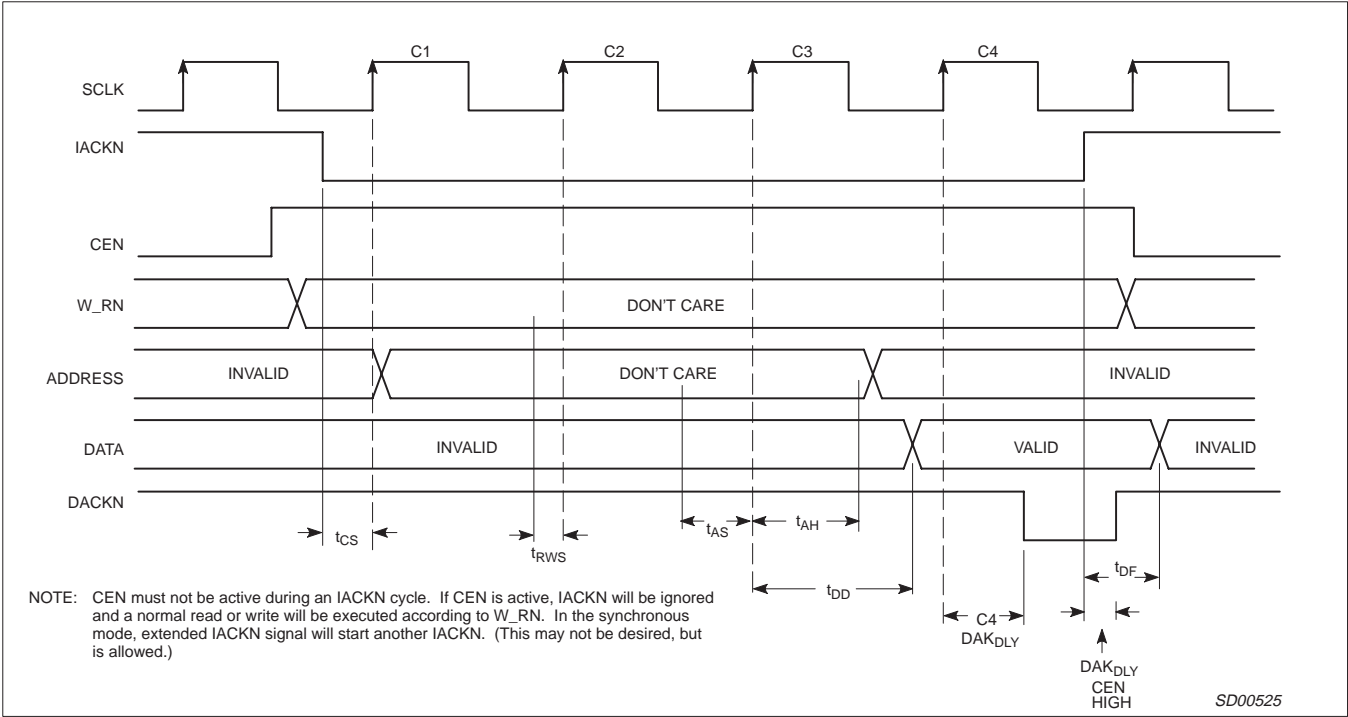 C1 C2 C3 C4
SCLK
IACKN
CEN
W_RN DON'T CARE
ADDRESS INVALID DON'T CARE INVALID
DATA INVALID VALID INVALID
DACKN
tCS tRWS tAS tAH
tDD tDF
C4
DAKDLY
DAKDLY
CEN
HIGH
NOTE: CEN must not be active during an IACKN cycle. If CEN is active, IACKN will be ignored
and a normal read or write will be executed according to W_RN. In the synchronous
mode, extended IACKN signal will start another IACKN. (This may not be desired, but
is allowed.)
SD00525